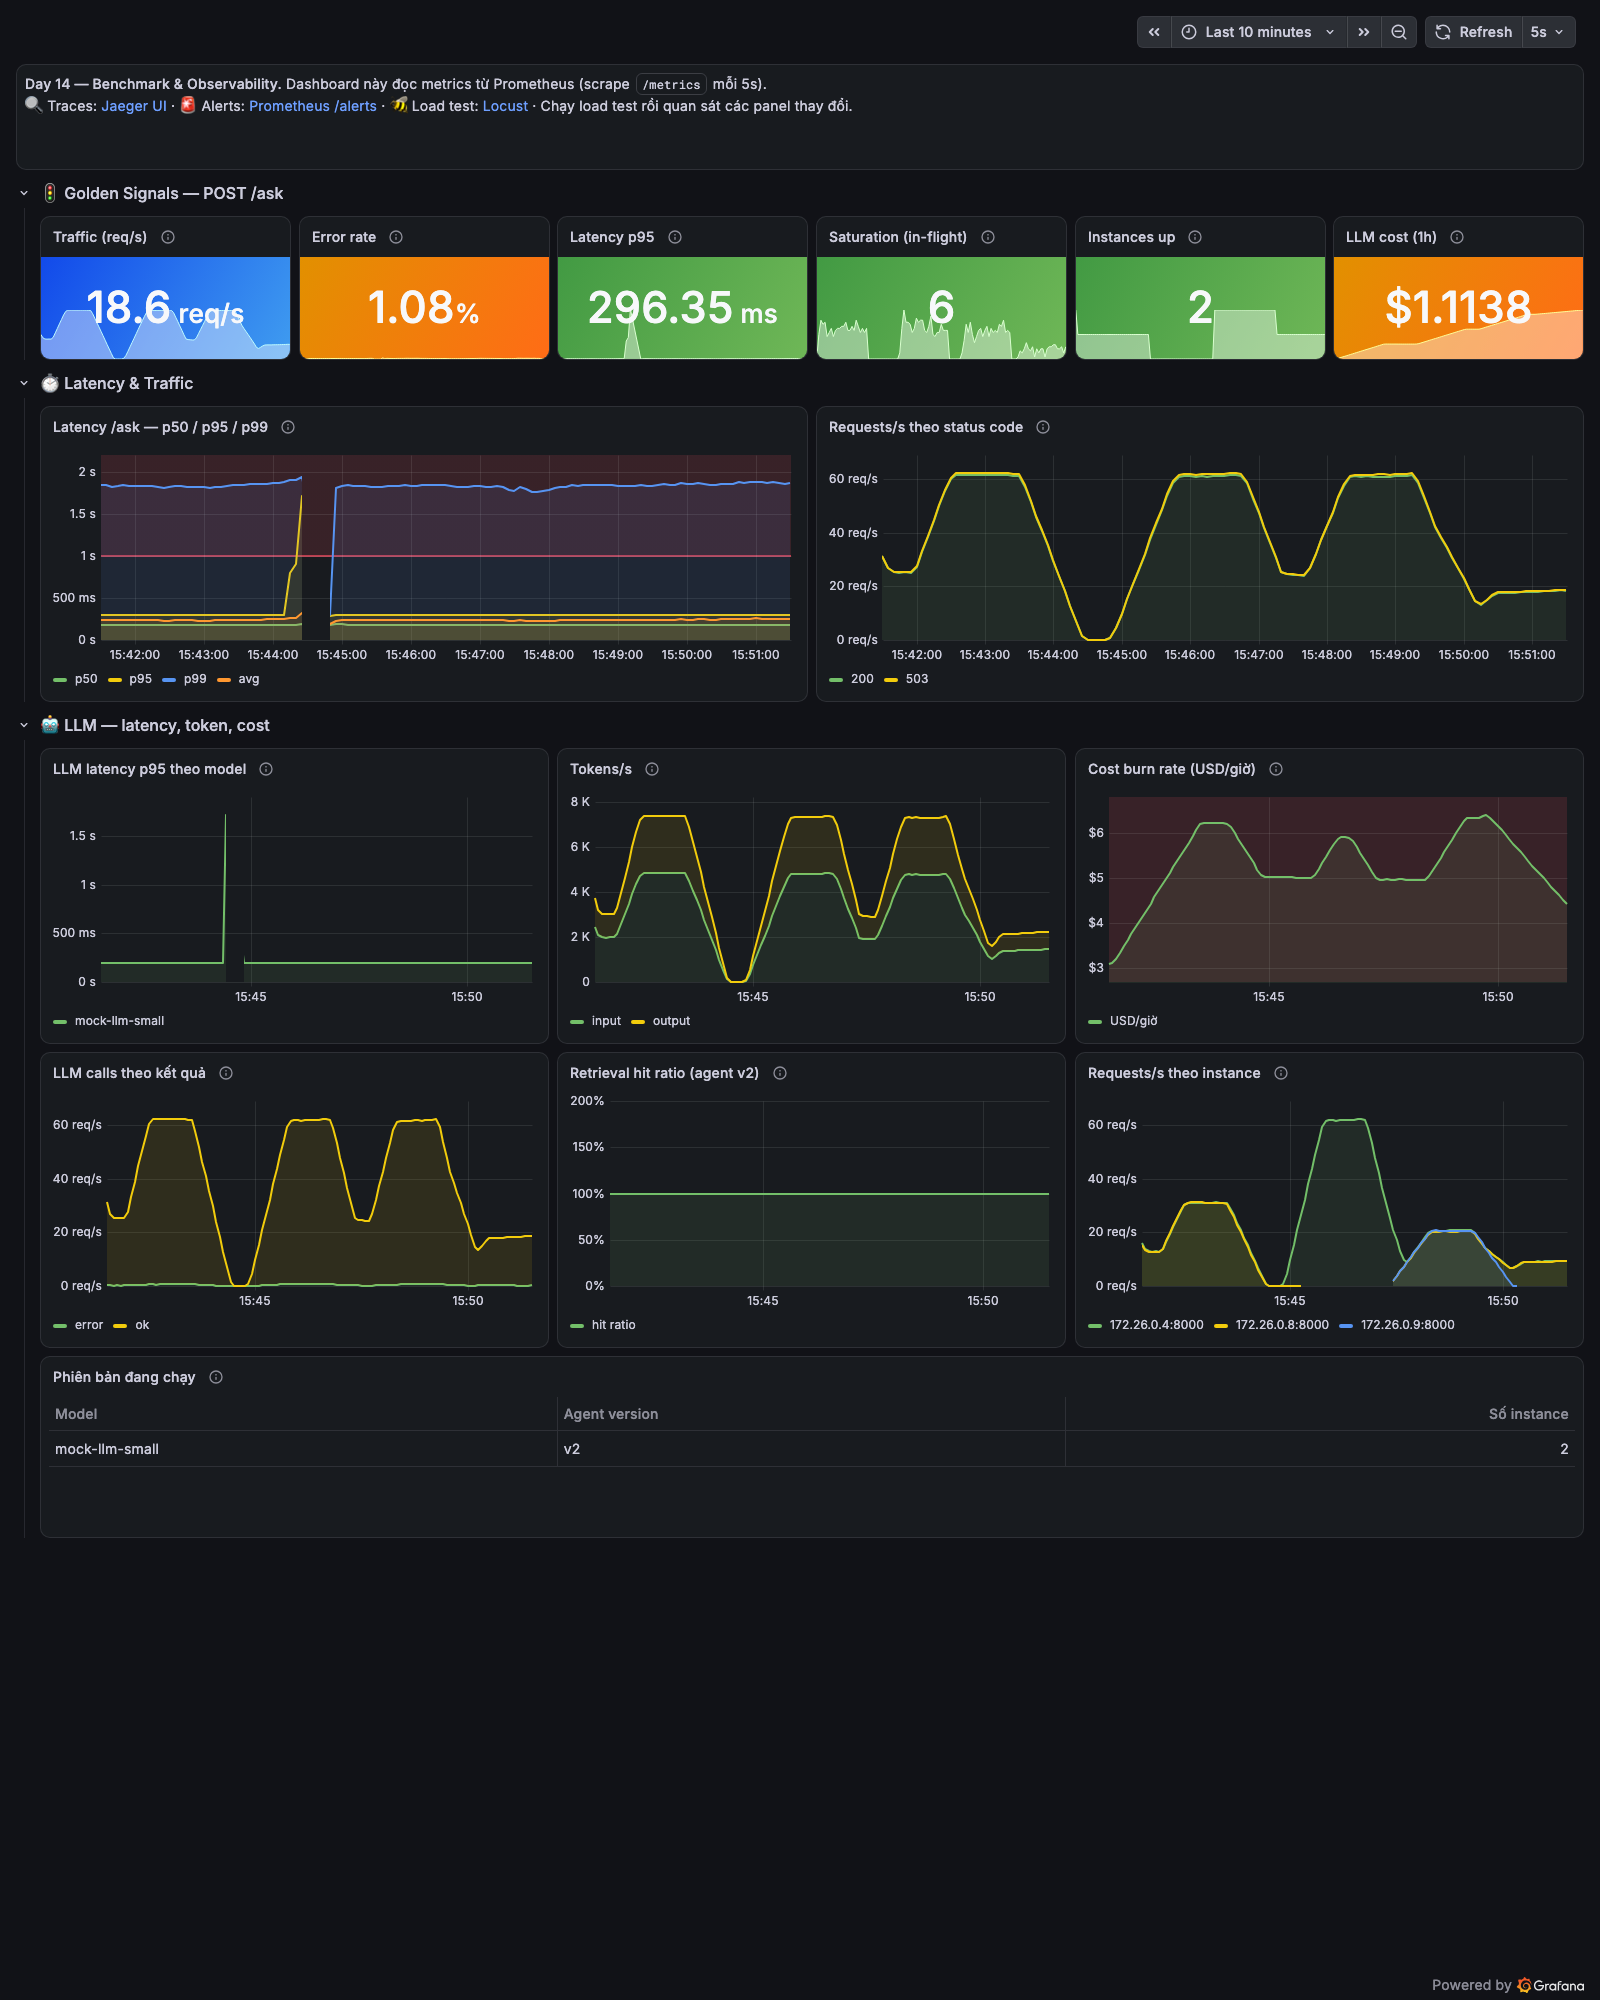 Last 10 minutes
Refresh
5s
Day 14 — Benchmark & Observability. Dashboard này đọc metrics từ Prometheus (scrape /metrics mỗi 5s).
🔍 Traces: Jaeger UI · 🚨 Alerts: Prometheus /alerts · 🐝 Load test: Locust · Chạy load test rồi quan sát các panel thay đổi.
🚦 Golden Signals — POST /ask
Traffic (req/s)
18.6 req/s
Error rate
1.08%
Latency p95
296.35 ms
Saturation (in-flight)
6
Instances up
2
LLM cost (1h)
$1.1138
⏱️ Latency & Traffic
Latency /ask — p50 / p95 / p99
2 s
1.5 s
1 s
500 ms
0 s
15:42:00 15:43:00 15:44:00 15:45:00 15:46:00 15:47:00 15:48:00 15:49:00 15:50:00 15:51:00
p50 p95 p99 avg
Requests/s theo status code
60 req/s
40 req/s
20 req/s
0 req/s
15:42:00 15:43:00 15:44:00 15:45:00 15:46:00 15:47:00 15:48:00 15:49:00 15:50:00 15:51:00
200 503
🤖 LLM — latency, token, cost
LLM latency p95 theo model
1.5 s
1 s
500 ms
0 s
15:45 15:50
mock-llm-small
Tokens/s
8 K
6 K
4 K
2 K
0
15:45 15:50
input output
Cost burn rate (USD/giờ)
$6
$5
$4
$3
15:45 15:50
USD/giờ
LLM calls theo kết quả
60 req/s
40 req/s
20 req/s
0 req/s
15:45 15:50
error ok
Retrieval hit ratio (agent v2)
200%
150%
100%
50%
0%
15:45 15:50
hit ratio
Requests/s theo instance
60 req/s
40 req/s
20 req/s
0 req/s
15:45 15:50
172.26.0.4:8000 172.26.0.8:8000 172.26.0.9:8000
Phiên bản đang chạy
Model Agent version Số instance
mock-llm-small v2 2
Powered by Grafana